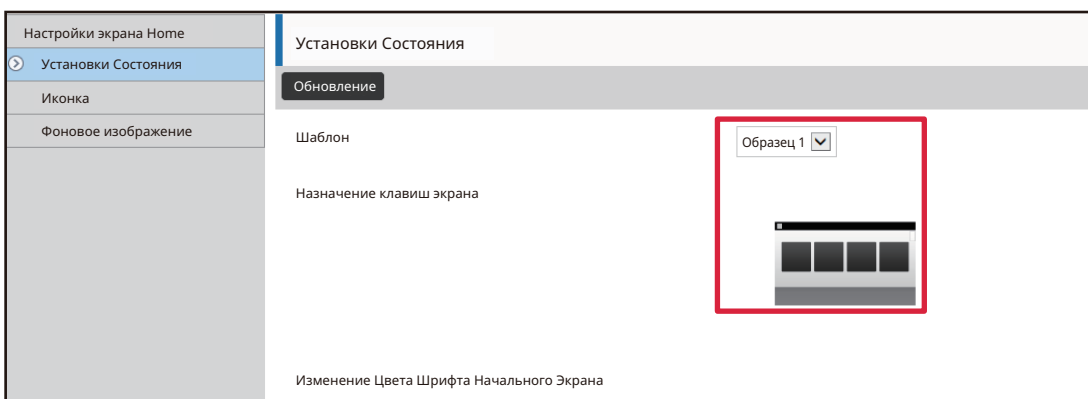 Настройки экрана Home
Установки Состояния
Иконка
Фоновое изображение
Установки Состояния
Обновление
Шаблон
Образец 1
Назначение клавиш экрана
Изменение Цвета Шрифта Начального Экрана